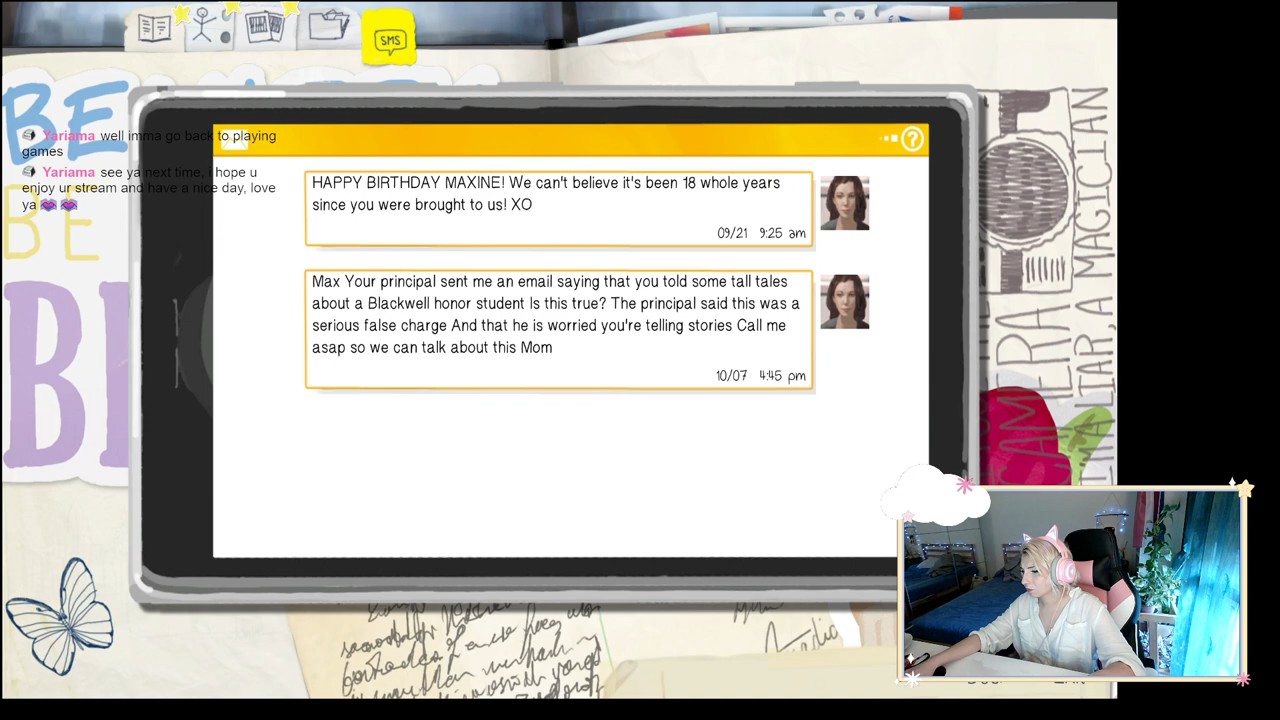 SMS
Yariama well imma go back to playing
games
Yariama see ya next time, i hope u
enjoy ur stream and have a nice day, love
ya
?
HAPPY BIRTHDAY MAXINE! We can't believe it's been 18 whole years
since you were brought to us! XO
09/21 9:25 am
Max Your principal sent me an email saying that you told some tall tales
about a Blackwell honor student Is this true? The principal said this was a
serious false charge And that he is worried you're telling stories Call me
asap so we can talk about this Mom
10/07 4:45 pm
BE
BE
LIAR, A MAGICIAN